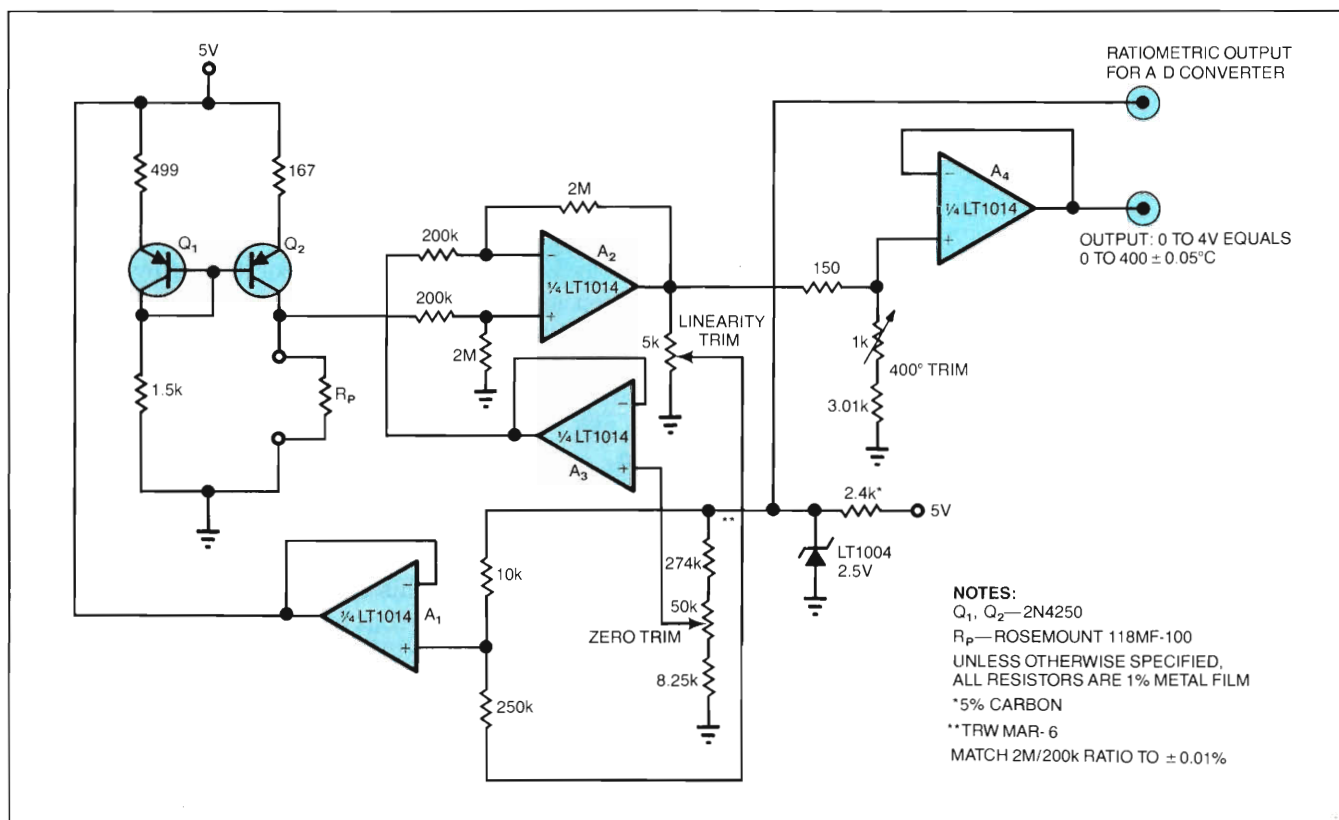 5V
499
167
Q1
Q2
1.5k
RP
200k
200k
2M
2M
A2
¼ LT1014
5k
LINEARITY
TRIM
¼ LT1014
A3
150
1k
400° TRIM
3.01k
A4
¼ LT1014
RATIOMETRIC OUTPUT
FOR A D CONVERTER
OUTPUT: 0 TO 4V EQUALS
0 TO 400 ± 0.05°C
¼ LT1014
A1
10k
250k
**
274k
50k
ZERO TRIM
8.25k
2.4k*
5V
LT1004
2.5V
NOTES:
Q1, Q2—2N4250
RP—ROSEMOUNT 118MF-100
UNLESS OTHERWISE SPECIFIED,
ALL RESISTORS ARE 1% METAL FILM
*5% CARBON
**TRW MAR-6
MATCH 2M/200k RATIO TO ± 0.01%